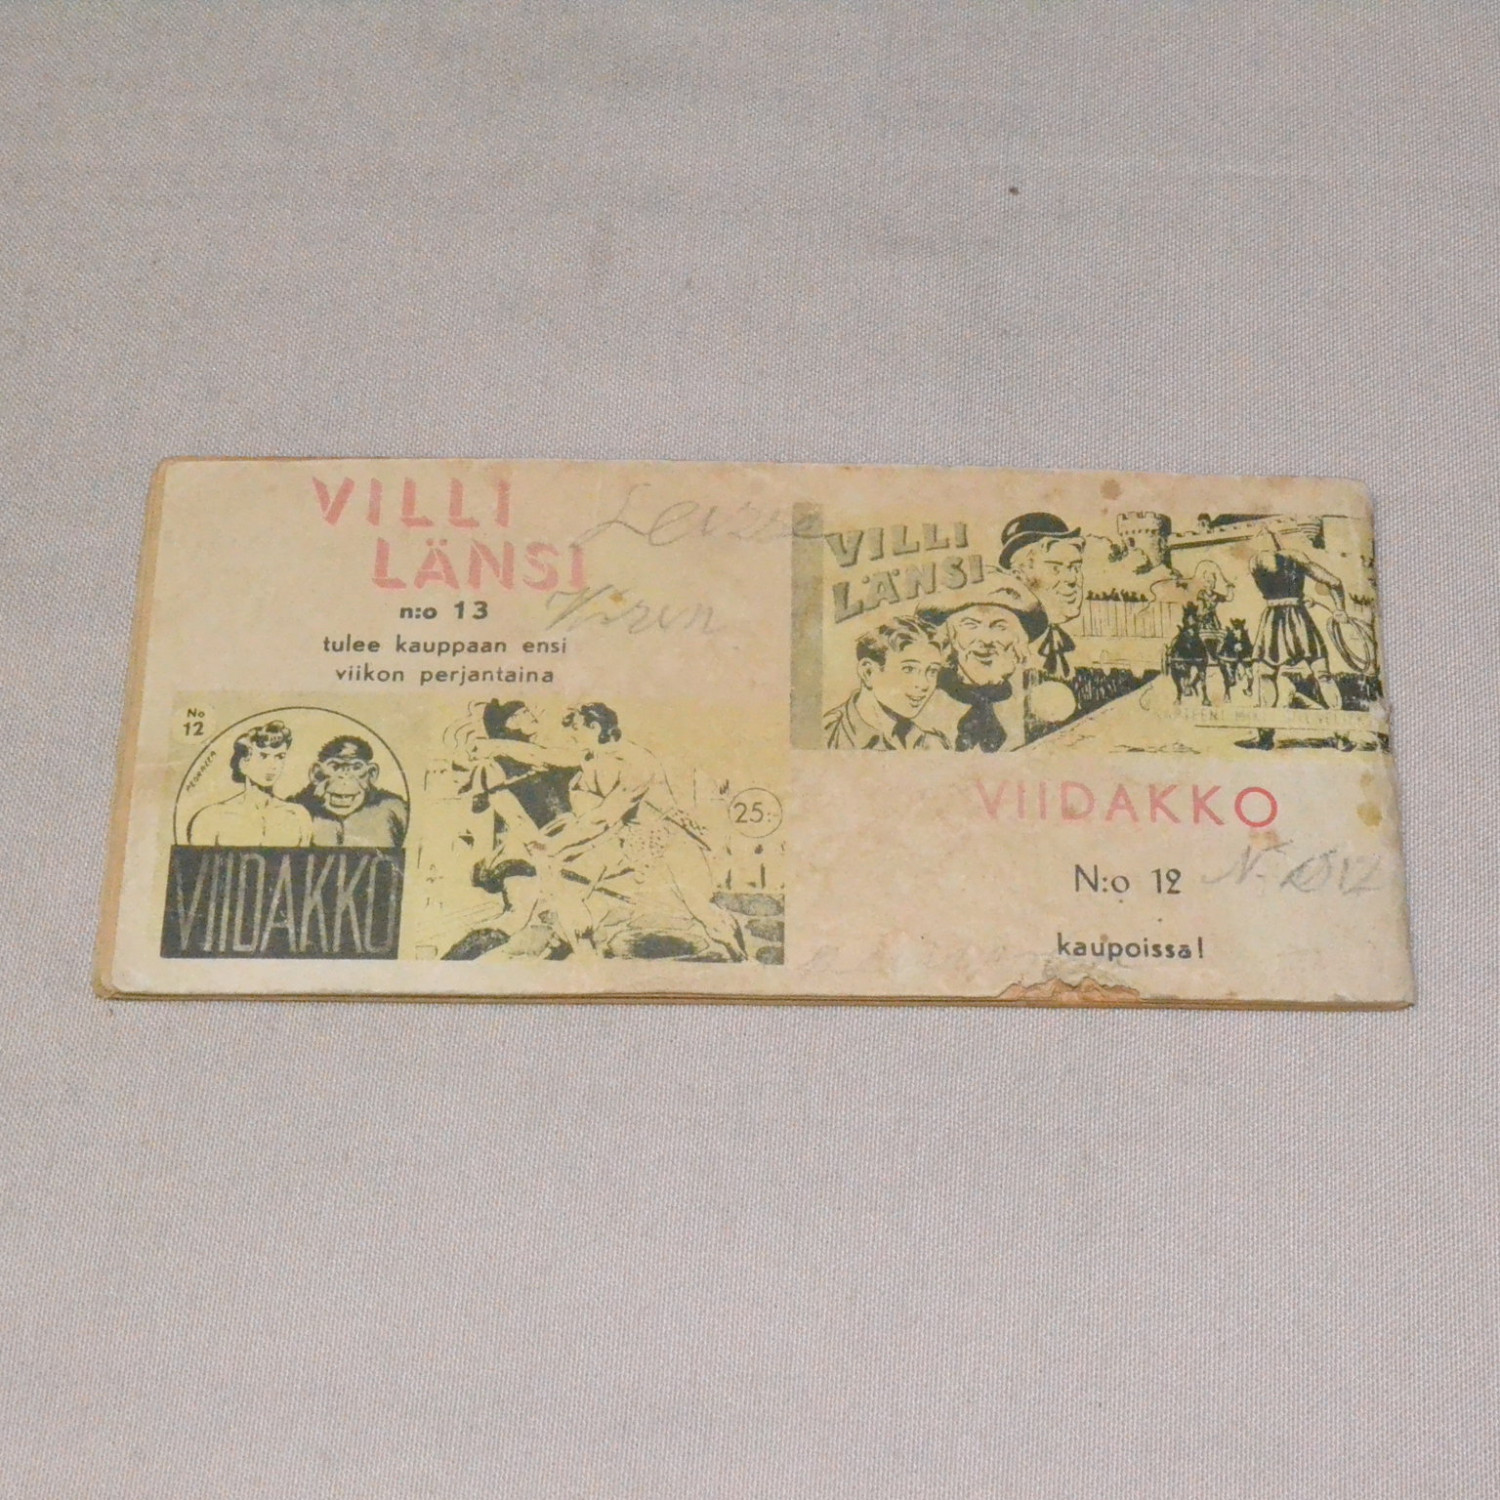 VILLI
LÄNSI
n:o 13
tulee kauppaan ensi
viikon perjantaina
No
12
VIIDAKKO
25:-
VILLI
LÄNSI
VIIDAKKO
N:o 12
kaupoissa!